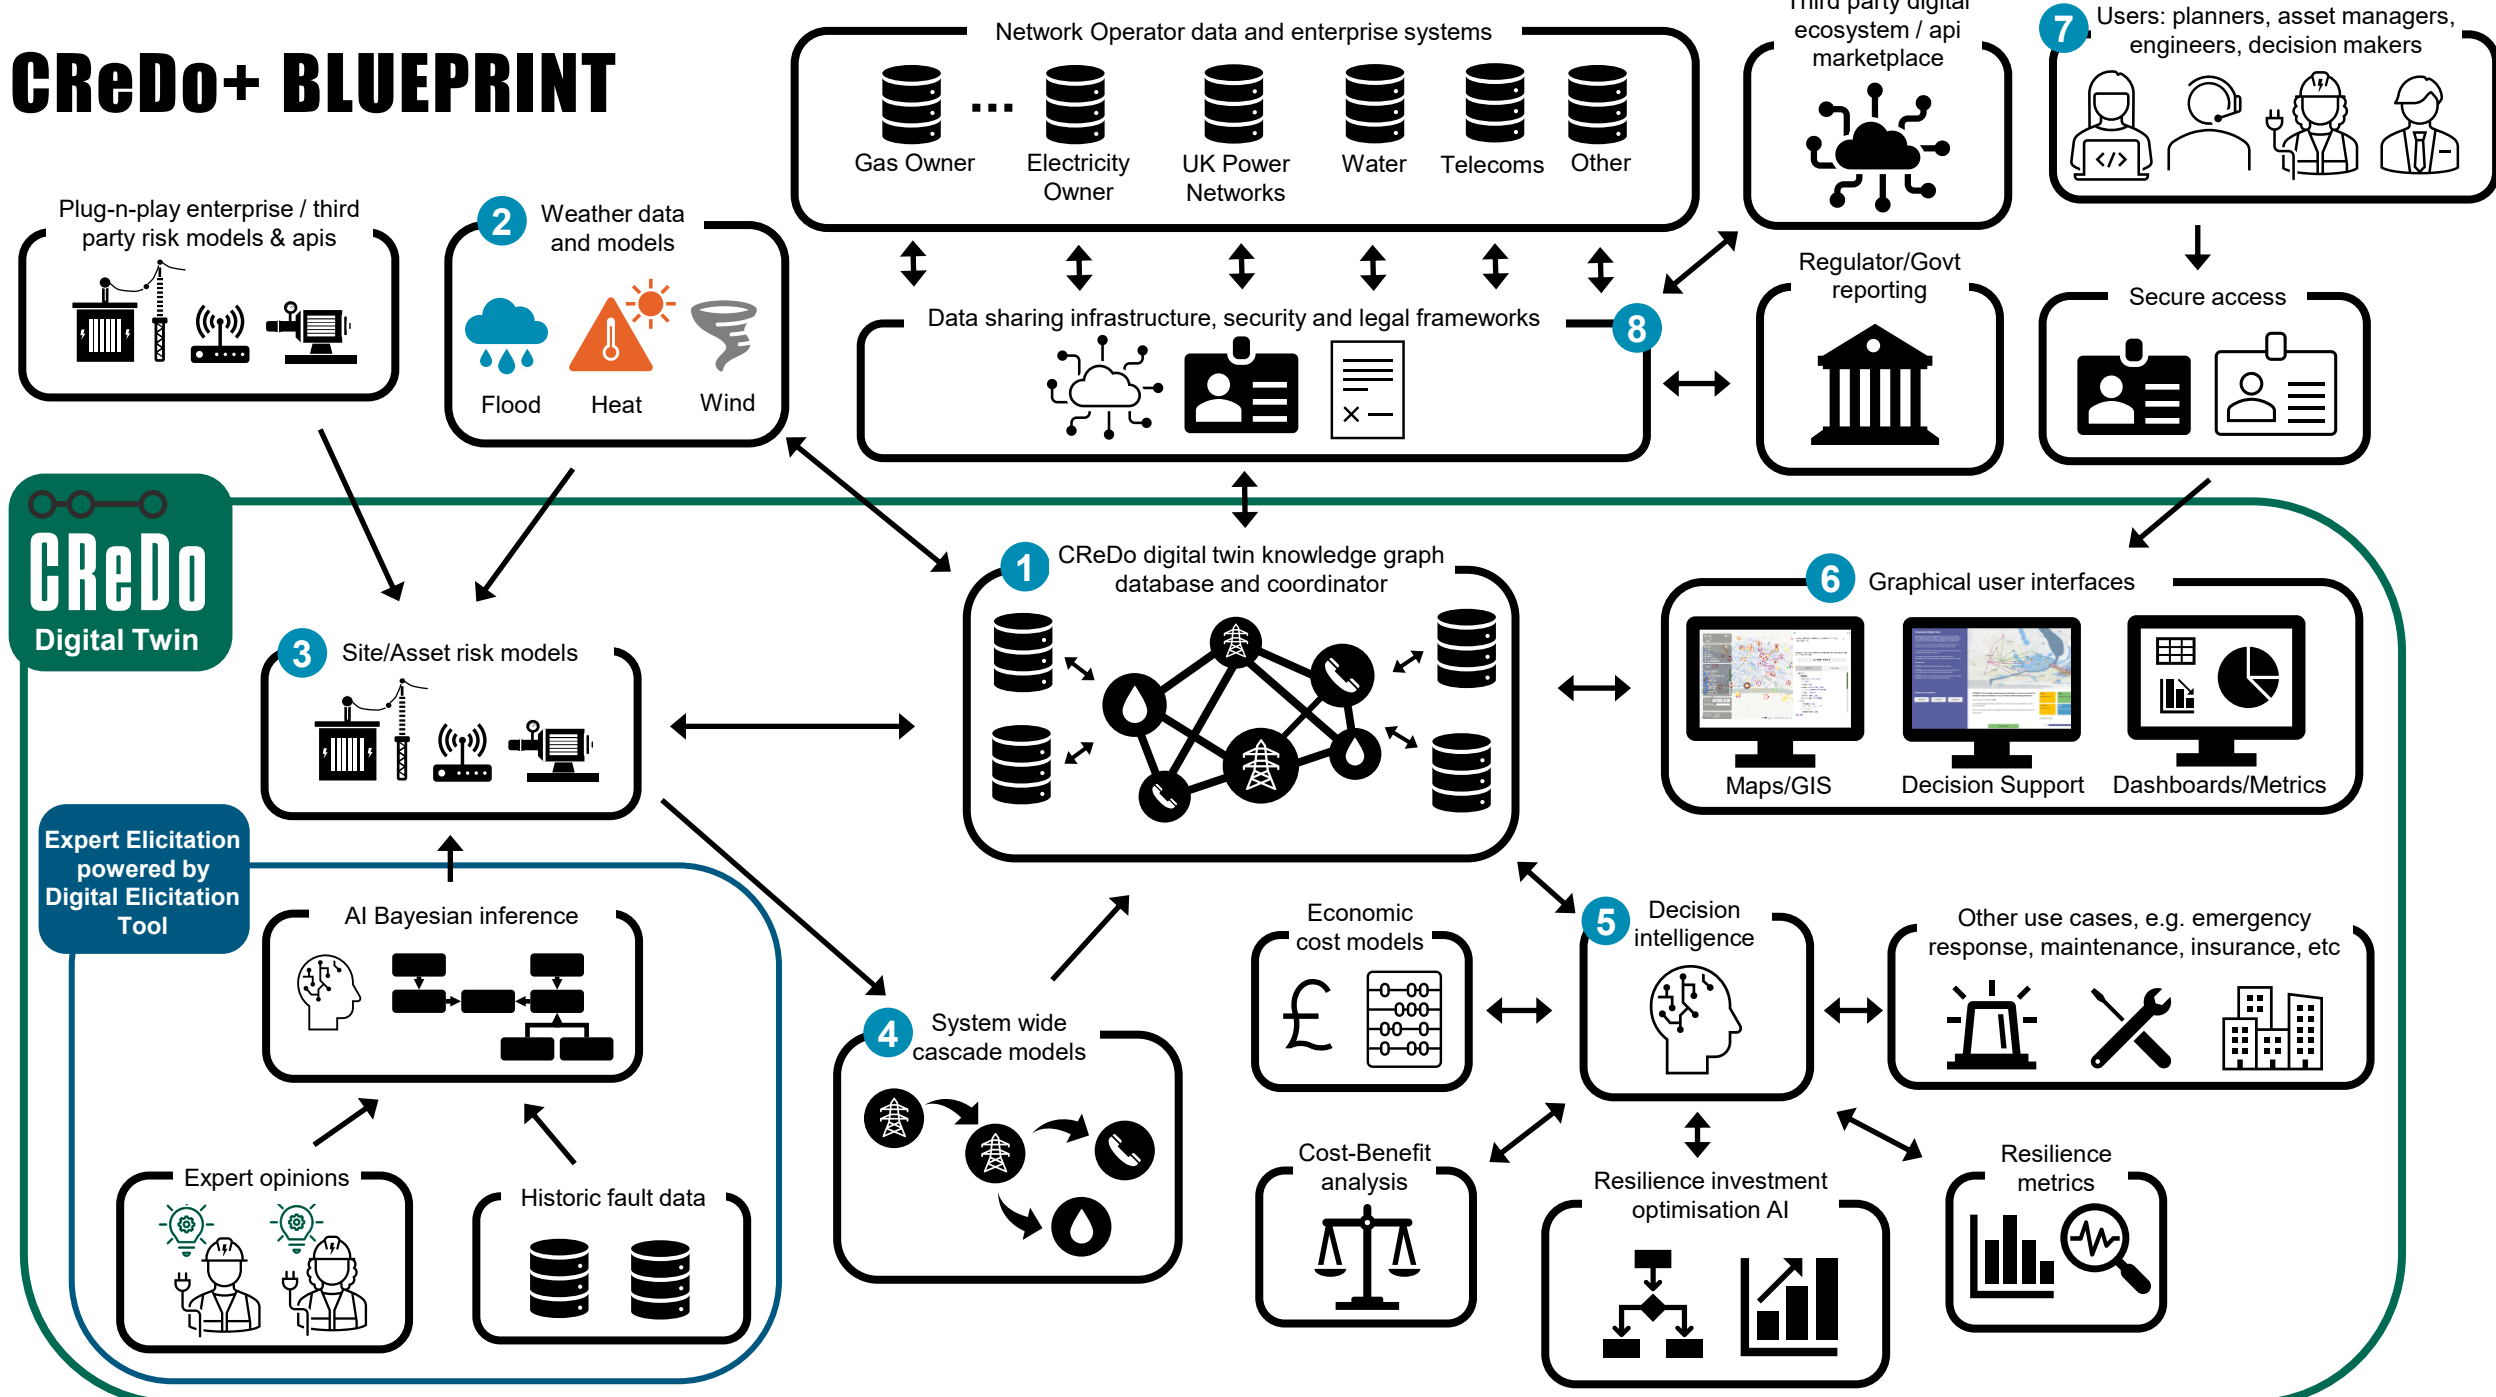 CReDo+ BLUEPRINT
Network Operator data and enterprise systems
Gas Owner
...
Electricity
Owner
UK Power
Networks
Water
Telecoms
Other
Third party digital
ecosystem / api
marketplace
7
Users: planners, asset managers,
engineers, decision makers
</>
Plug-n-play enterprise / third
party risk models & apis
2
Weather data
and models
Flood
Heat
Wind
Data sharing infrastructure, security and legal frameworks
8
Regulator/Govt
reporting
Secure access
CReDo
Digital Twin
1
CReDo digital twin knowledge graph
database and coordinator
6
Graphical user interfaces
Maps/GIS
Decision Support
Dashboards/Metrics
3
Site/Asset risk models
Expert Elicitation
powered by
Digital Elicitation
Tool
AI Bayesian inference
Expert opinions
Historic fault data
4
System wide
cascade models
Economic
cost models
£
5
Decision
intelligence
Other use cases, e.g. emergency
response, maintenance, insurance, etc
Cost-Benefit
analysis
Resilience investment
optimisation AI
Resilience
metrics